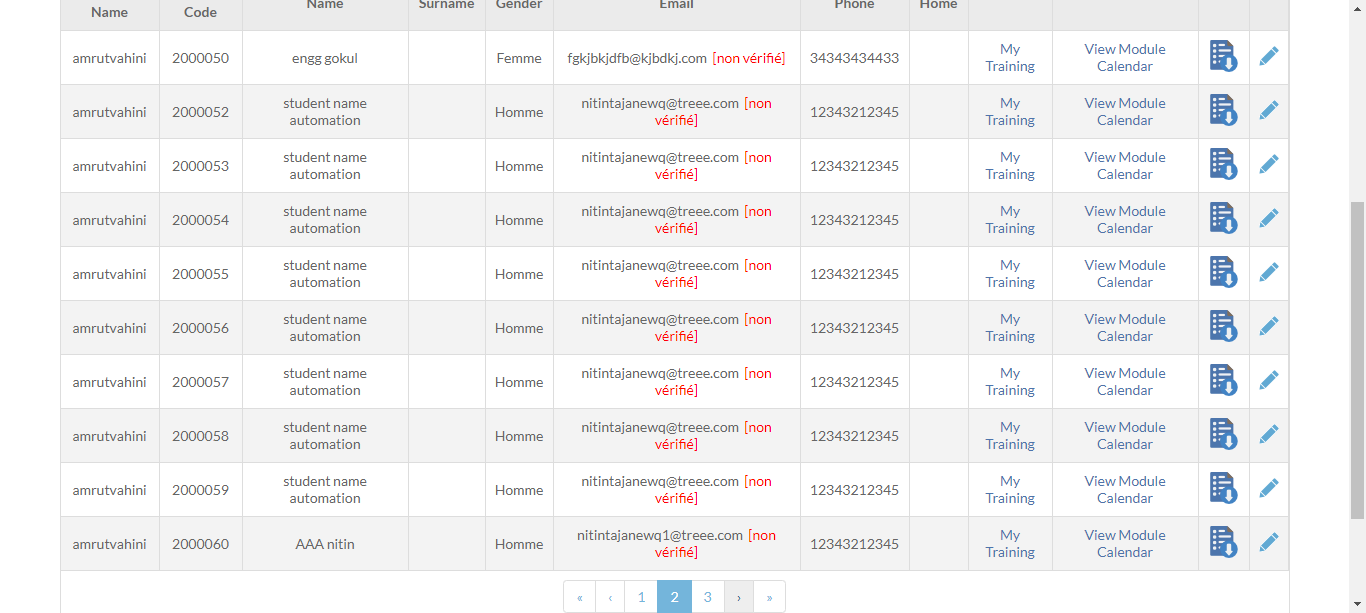 Name Surname Gender Email Phone Home
Name Code
amrutvahini 2000050 engg gokul Femme fgkjbkjdfb@kjbdkj.com [non vérifié] 34343434433 My Training View Module Calendar
amrutvahini 2000052 student name automation Homme nitintajanewq@treee.com [non vérifié] 12343212345 My Training View Module Calendar
amrutvahini 2000053 student name automation Homme nitintajanewq@treee.com [non vérifié] 12343212345 My Training View Module Calendar
amrutvahini 2000054 student name automation Homme nitintajanewq@treee.com [non vérifié] 12343212345 My Training View Module Calendar
amrutvahini 2000055 student name automation Homme nitintajanewq@treee.com [non vérifié] 12343212345 My Training View Module Calendar
amrutvahini 2000056 student name automation Homme nitintajanewq@treee.com [non vérifié] 12343212345 My Training View Module Calendar
amrutvahini 2000057 student name automation Homme nitintajanewq@treee.com [non vérifié] 12343212345 My Training View Module Calendar
amrutvahini 2000058 student name automation Homme nitintajanewq@treee.com [non vérifié] 12343212345 My Training View Module Calendar
amrutvahini 2000059 student name automation Homme nitintajanewq@treee.com [non vérifié] 12343212345 My Training View Module Calendar
amrutvahini 2000060 AAA nitin Homme nitintajanewq1@treee.com [non vérifié] 12343212345 My Training View Module Calendar
« ‹ 1 2 3 › »